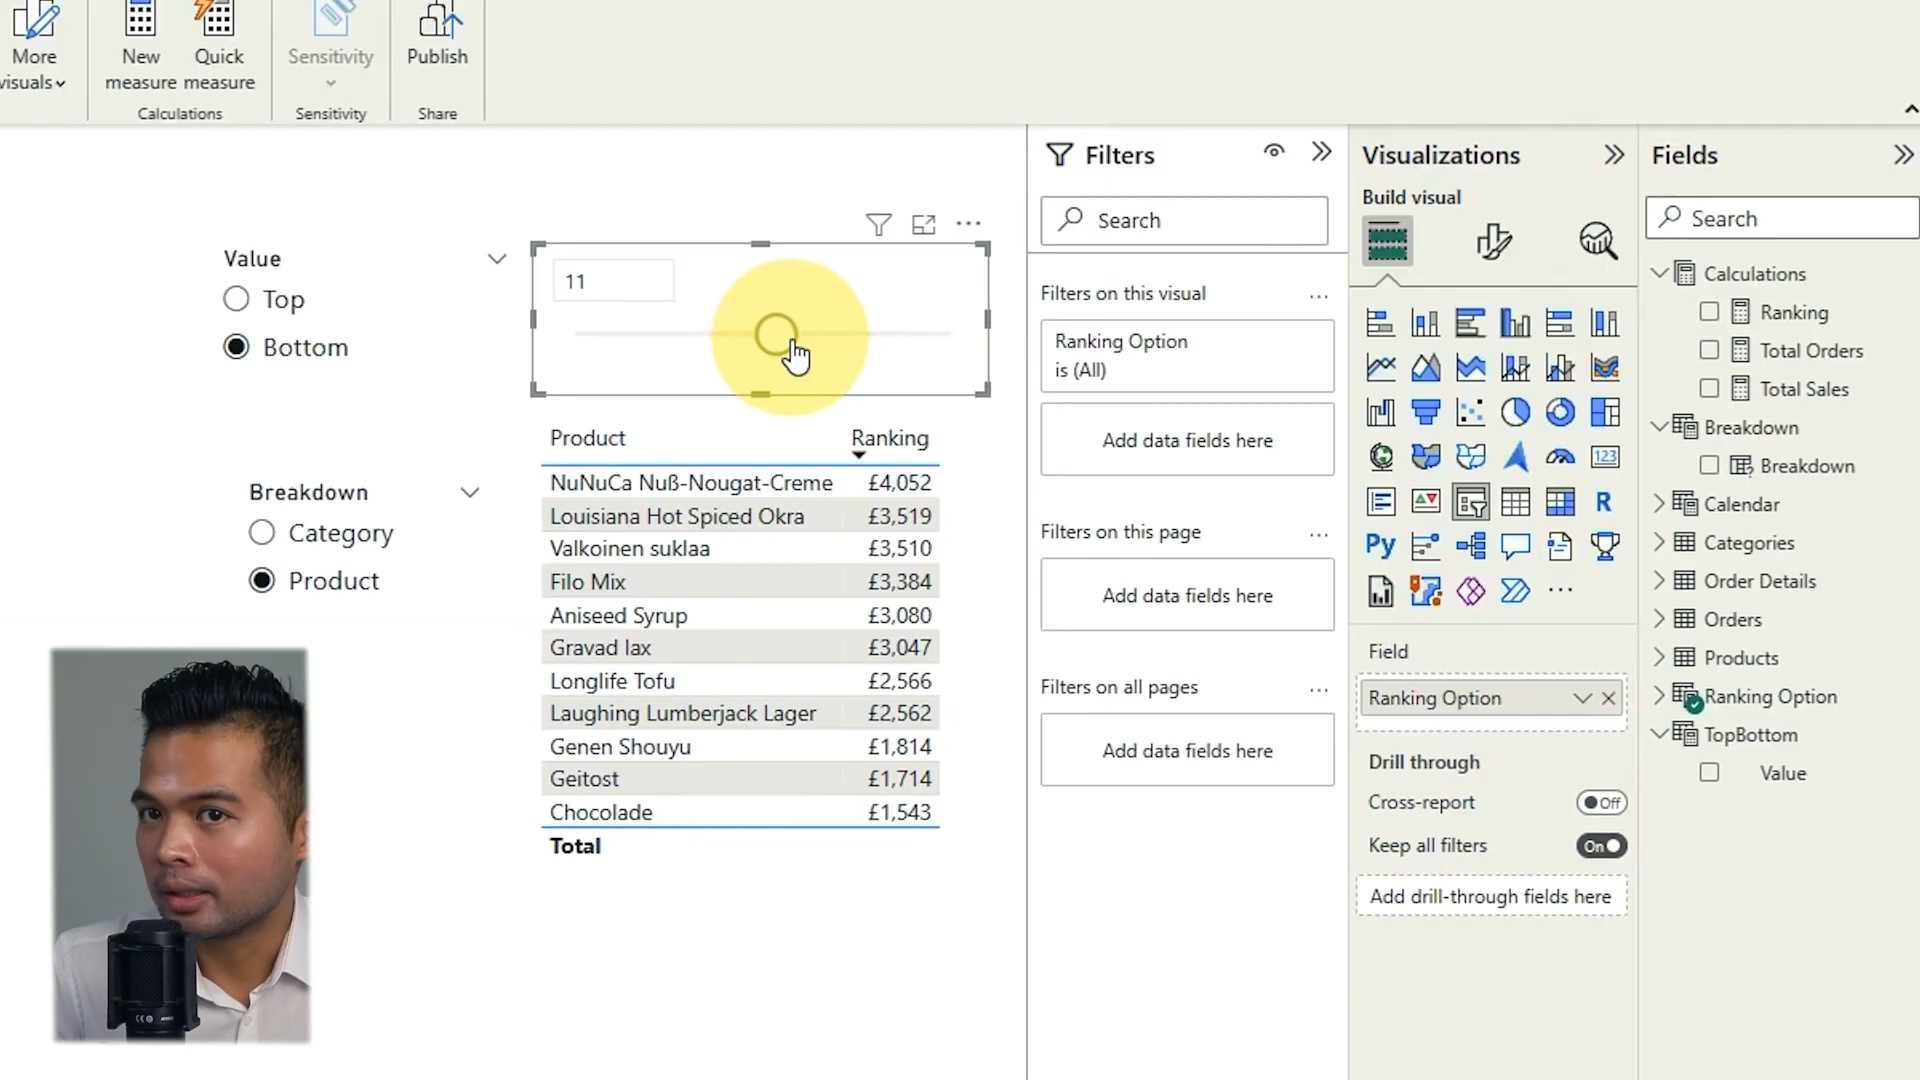 More
visuals
New
measure
Quick
measure
Sensitivity
Publish
Calculations
Sensitivity
Share
Value
Top
Bottom
11
Breakdown
Category
Product
Product Ranking
NuNuCa Nuß-Nougat-Creme £4,052
Louisiana Hot Spiced Okra £3,519
Valkoinen suklaa £3,510
Filo Mix £3,384
Aniseed Syrup £3,080
Gravad lax £3,047
Longlife Tofu £2,566
Laughing Lumberjack Lager £2,562
Genen Shouyu £1,814
Geitost £1,714
Chocolade £1,543
Total
Filters
Search
Filters on this visual ...
Ranking Option
is (All)
Add data fields here
Filters on this page ...
Add data fields here
Filters on all pages ...
Add data fields here
Visualizations
Build visual
123
R
Py
...
Field
Ranking Option
Drill through
Cross-report Off
Keep all filters On
Add drill-through fields here
Fields
Search
Calculations
Ranking
Total Orders
Total Sales
Breakdown
Breakdown
Calendar
Categories
Order Details
Orders
Products
Ranking Option
TopBottom
Value